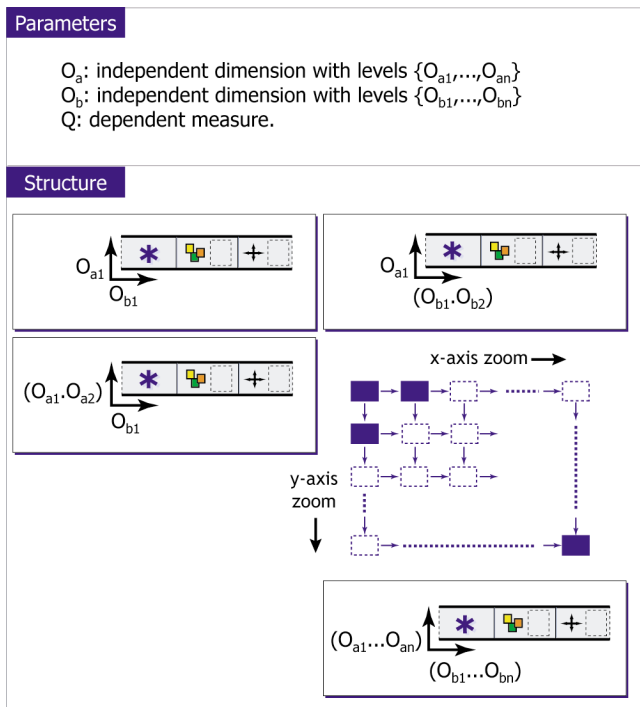 Parameters
Oa: independent dimension with levels {Oa1,...,Oan}
Ob: independent dimension with levels {Ob1,...,Obn}
Q: dependent measure.
Structure
Oa1
*
Ob1
Oa1
*
(Ob1.Ob2)
(Oa1.Oa2)
*
Ob1
x-axis zoom
y-axis
zoom
(Oa1...Oan)
*
(Ob1...Obn)